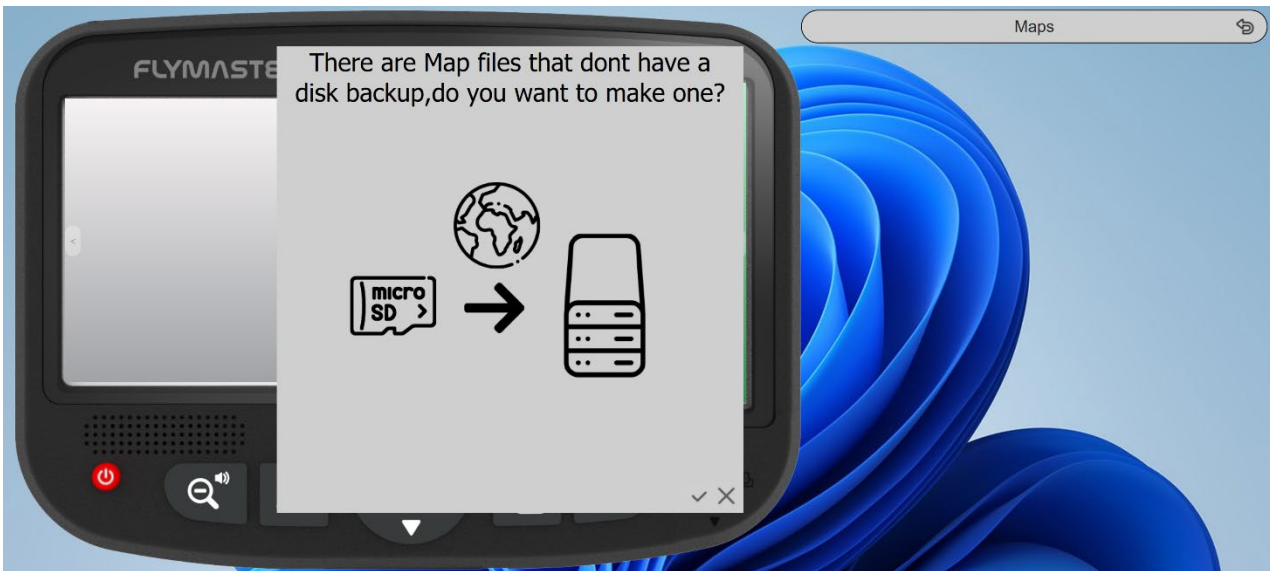 Maps
FLYMASTE
There are Map files that dont have a
disk backup,do you want to make one?
micro
SD